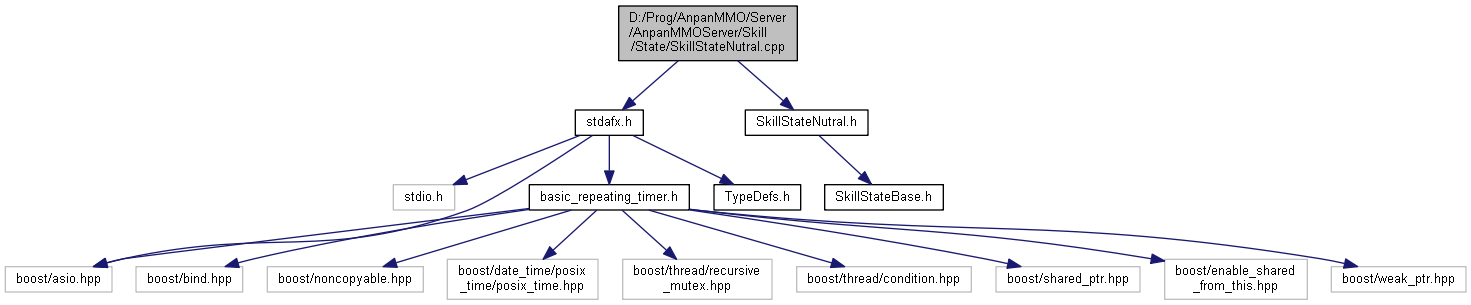 D:/Prog/AnpanMMO/Server
/AnpanMMOServer/Skill
/State/SkillStateNutral.cpp
stdafx.h
SkillStateNutral.h
stdio.h
basic_repeating_timer.h
TypeDefs.h
SkillStateBase.h
boost/asio.hpp
boost/bind.hpp
boost/noncopyable.hpp
boost/date_time/posix
_time/posix_time.hpp
boost/thread/recursive
_mutex.hpp
boost/thread/condition.hpp
boost/shared_ptr.hpp
boost/enable_shared
_from_this.hpp
boost/weak_ptr.hpp